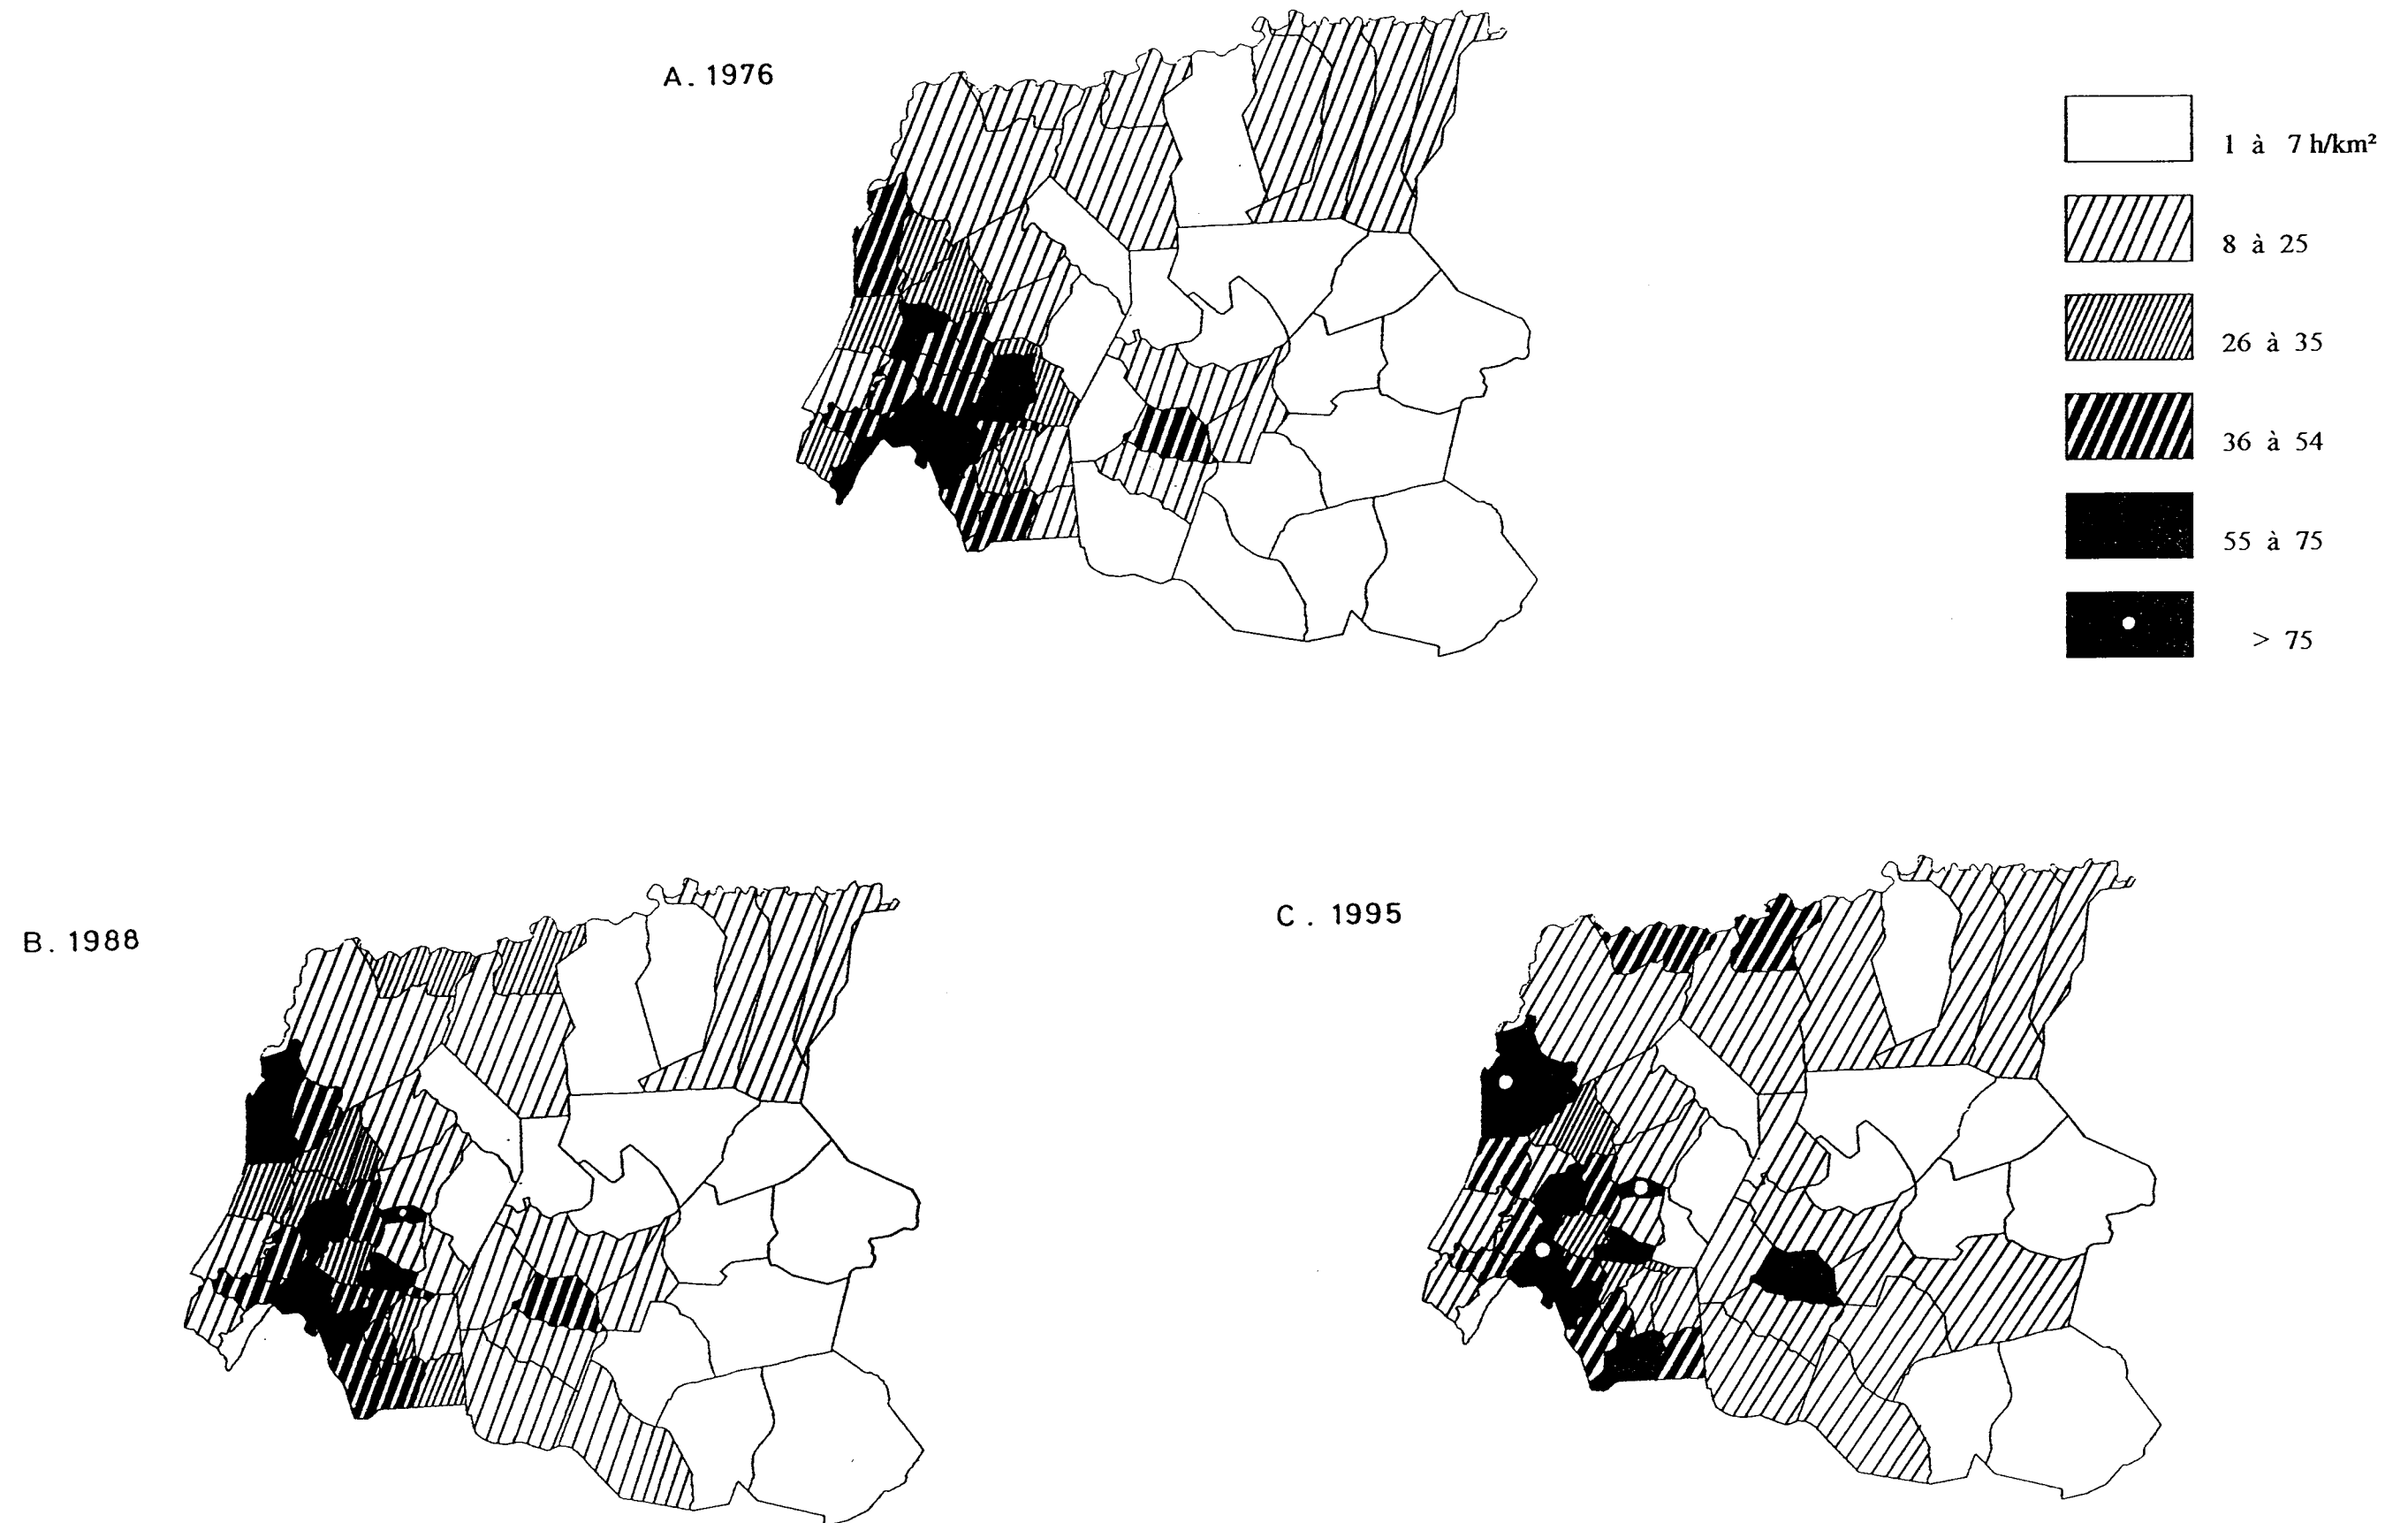 A. 1976
1 à 7 h/km²
8 à 25
26 à 35
36 à 54
55 à 75
> 75
B. 1988
C. 1995